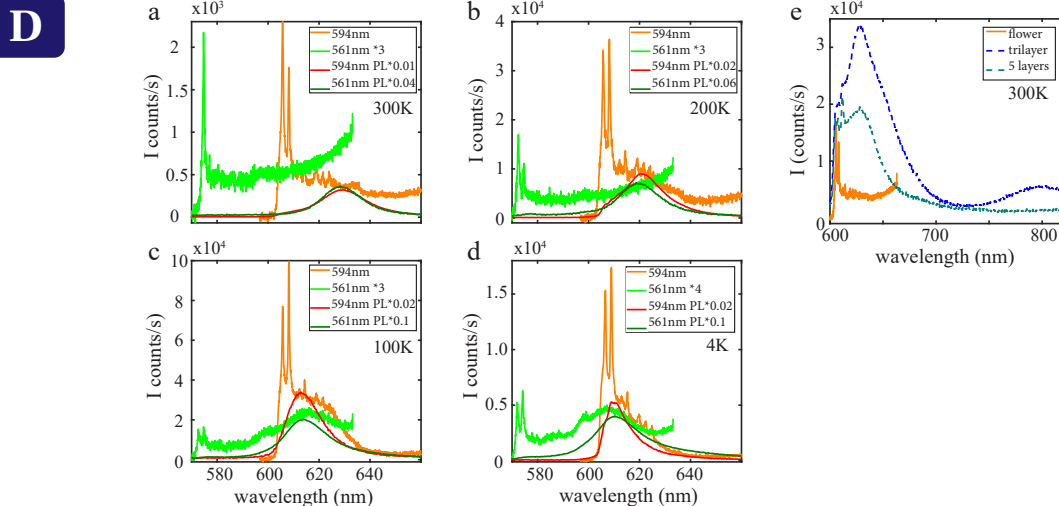 D
a
x10³
I counts/s)
2
1.5
1
0.5
0
594nm
561nm *3
594nm PL*0.01
561nm PL*0.04
300K
b
x10⁴
I counts/s)
4
3
2
1
0
594nm
561nm *3
594nm PL*0.02
561nm PL*0.06
200K
e
x10⁴
I (counts/s)
3
2
1
0
600
700
800
wavelength (nm)
flower
trilayer
5 layers
300K
c
x10⁴
I counts/s)
10
8
6
4
2
0
580
600
620
640
wavelength (nm)
594nm
561nm *3
594nm PL*0.02
561nm PL*0.1
100K
d
x10⁴
I counts/s)
1.5
1.0
0.5
0
580
600
620
640
wavelength (nm)
594nm
561nm *4
594nm PL*0.02
561nm PL*0.1
4K